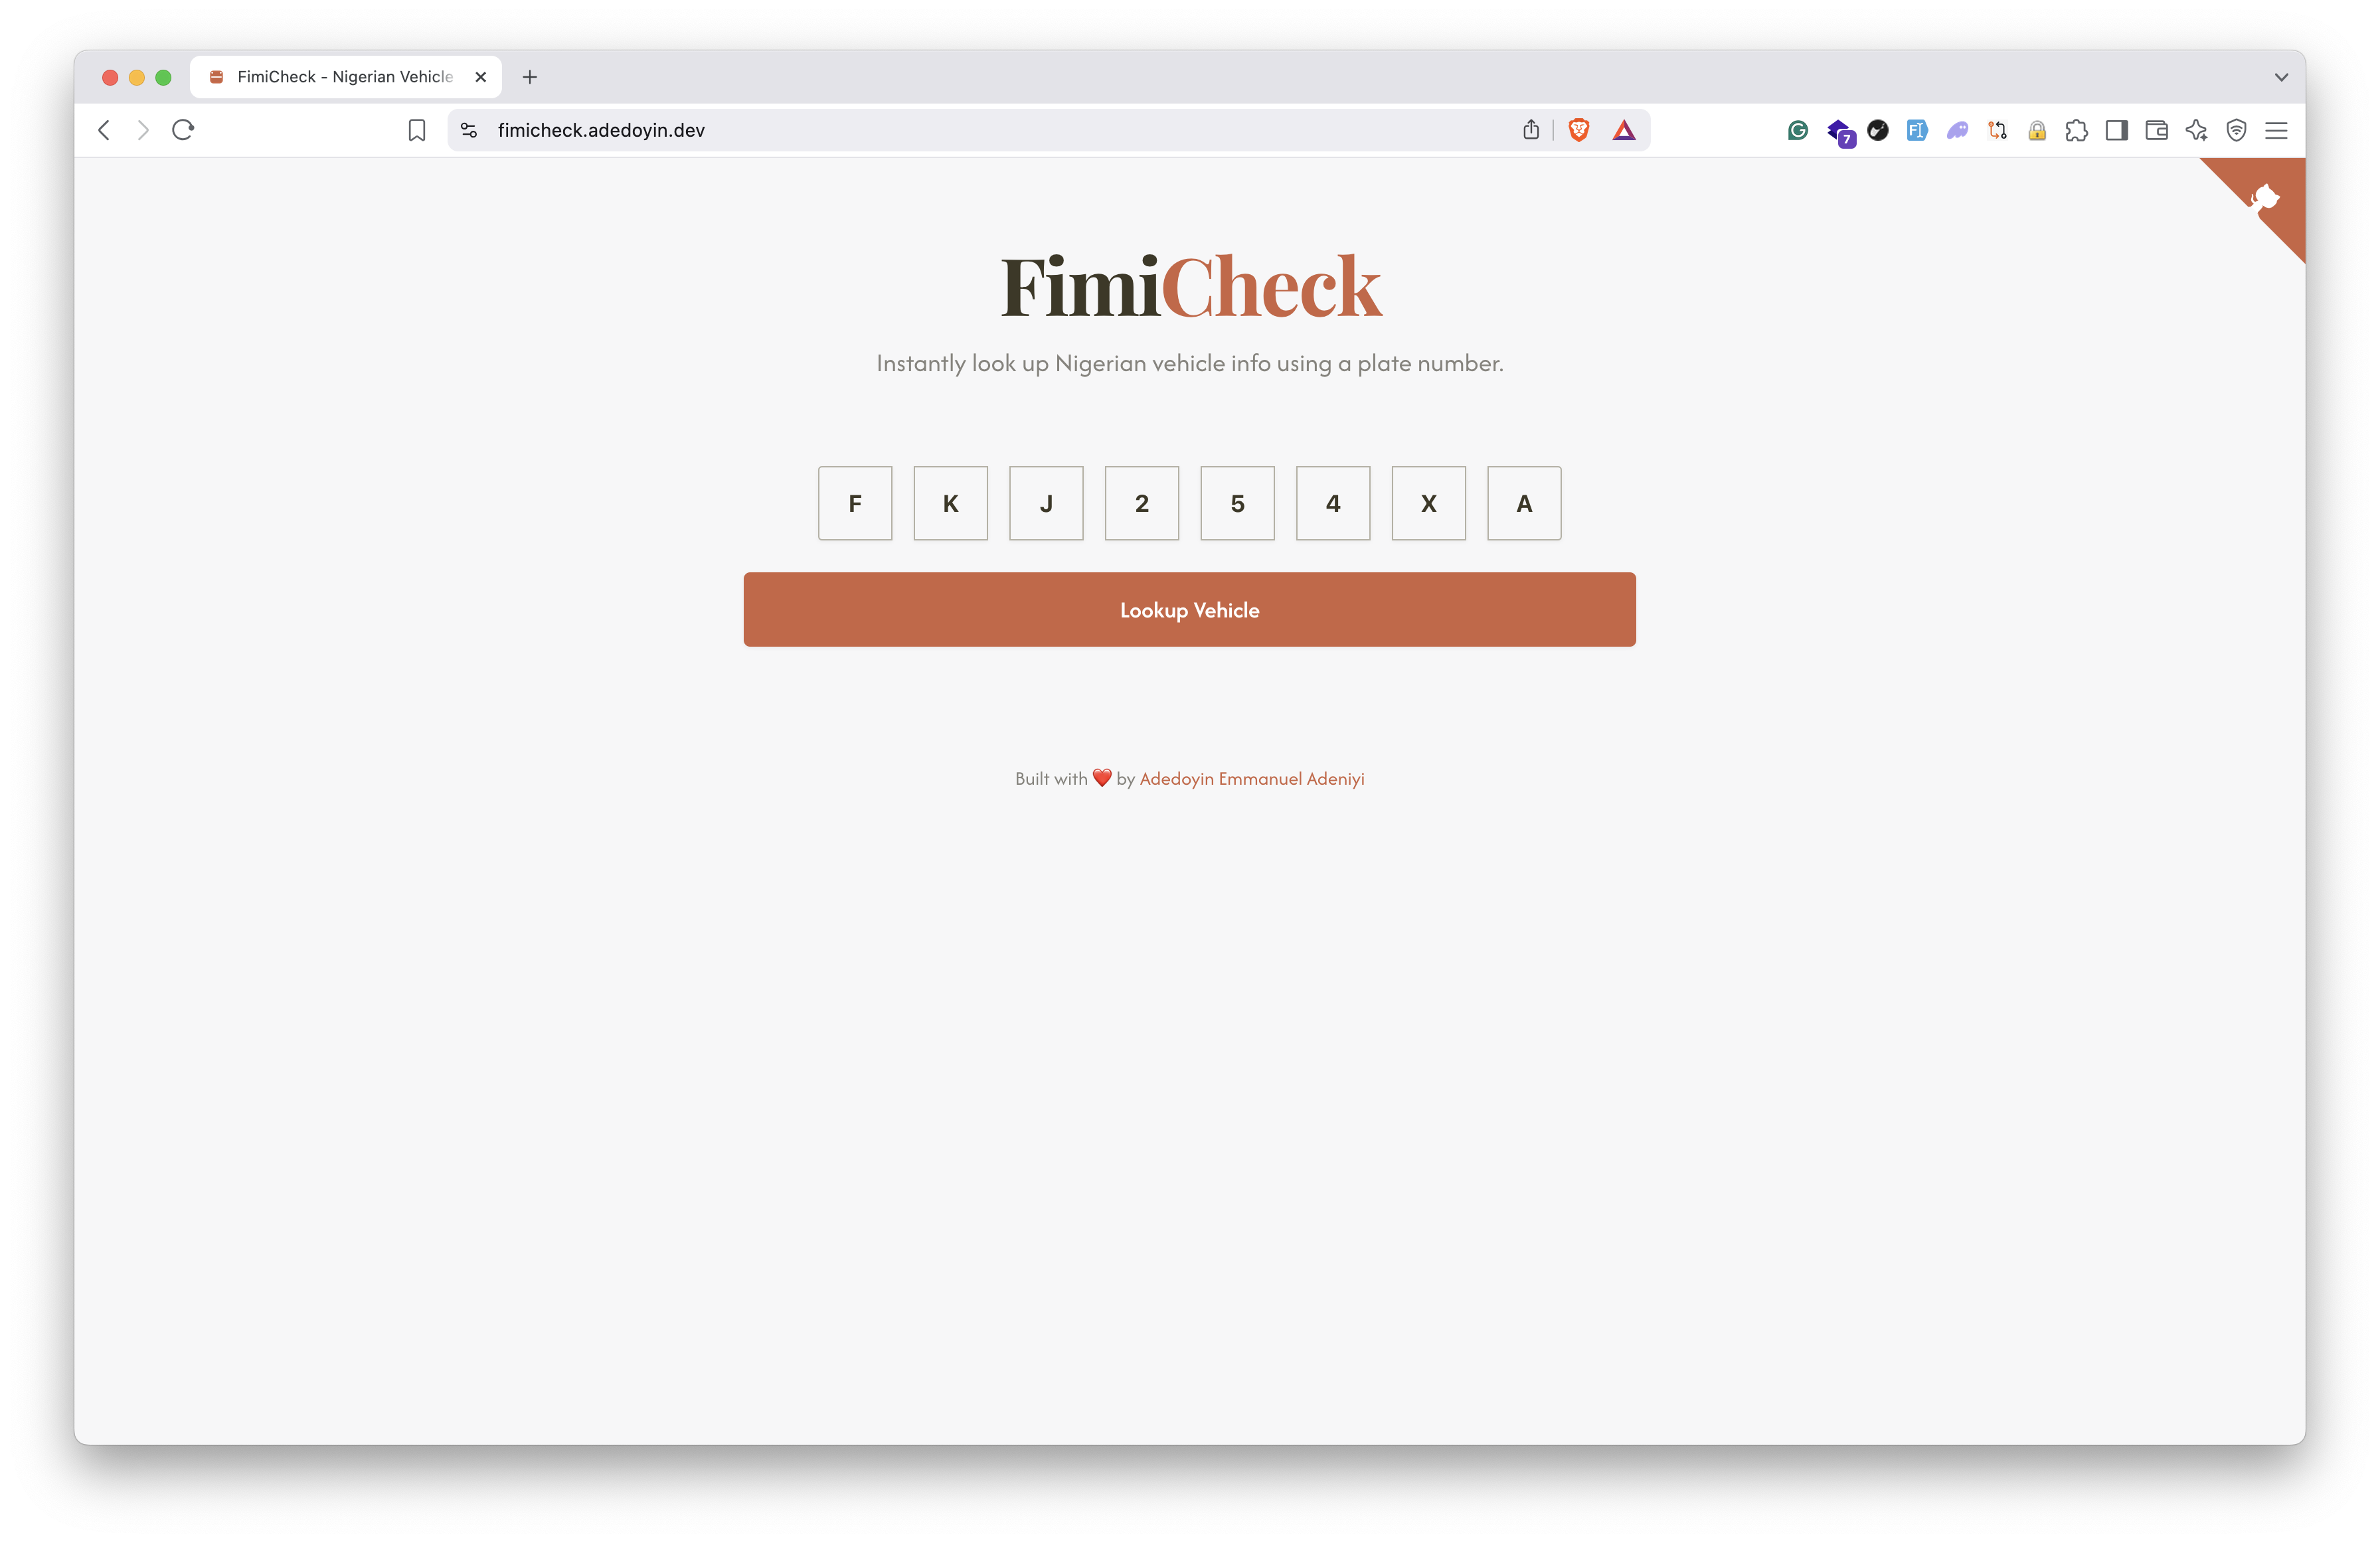 FimiCheck - Nigerian Vehicle
fimicheck.adedoyin.dev
7
FimiCheck
Instantly look up Nigerian vehicle info using a plate number.
F K J 2 5 4 X A
Lookup Vehicle
Built with ❤️ by Adedoyin Emmanuel Adeniyi